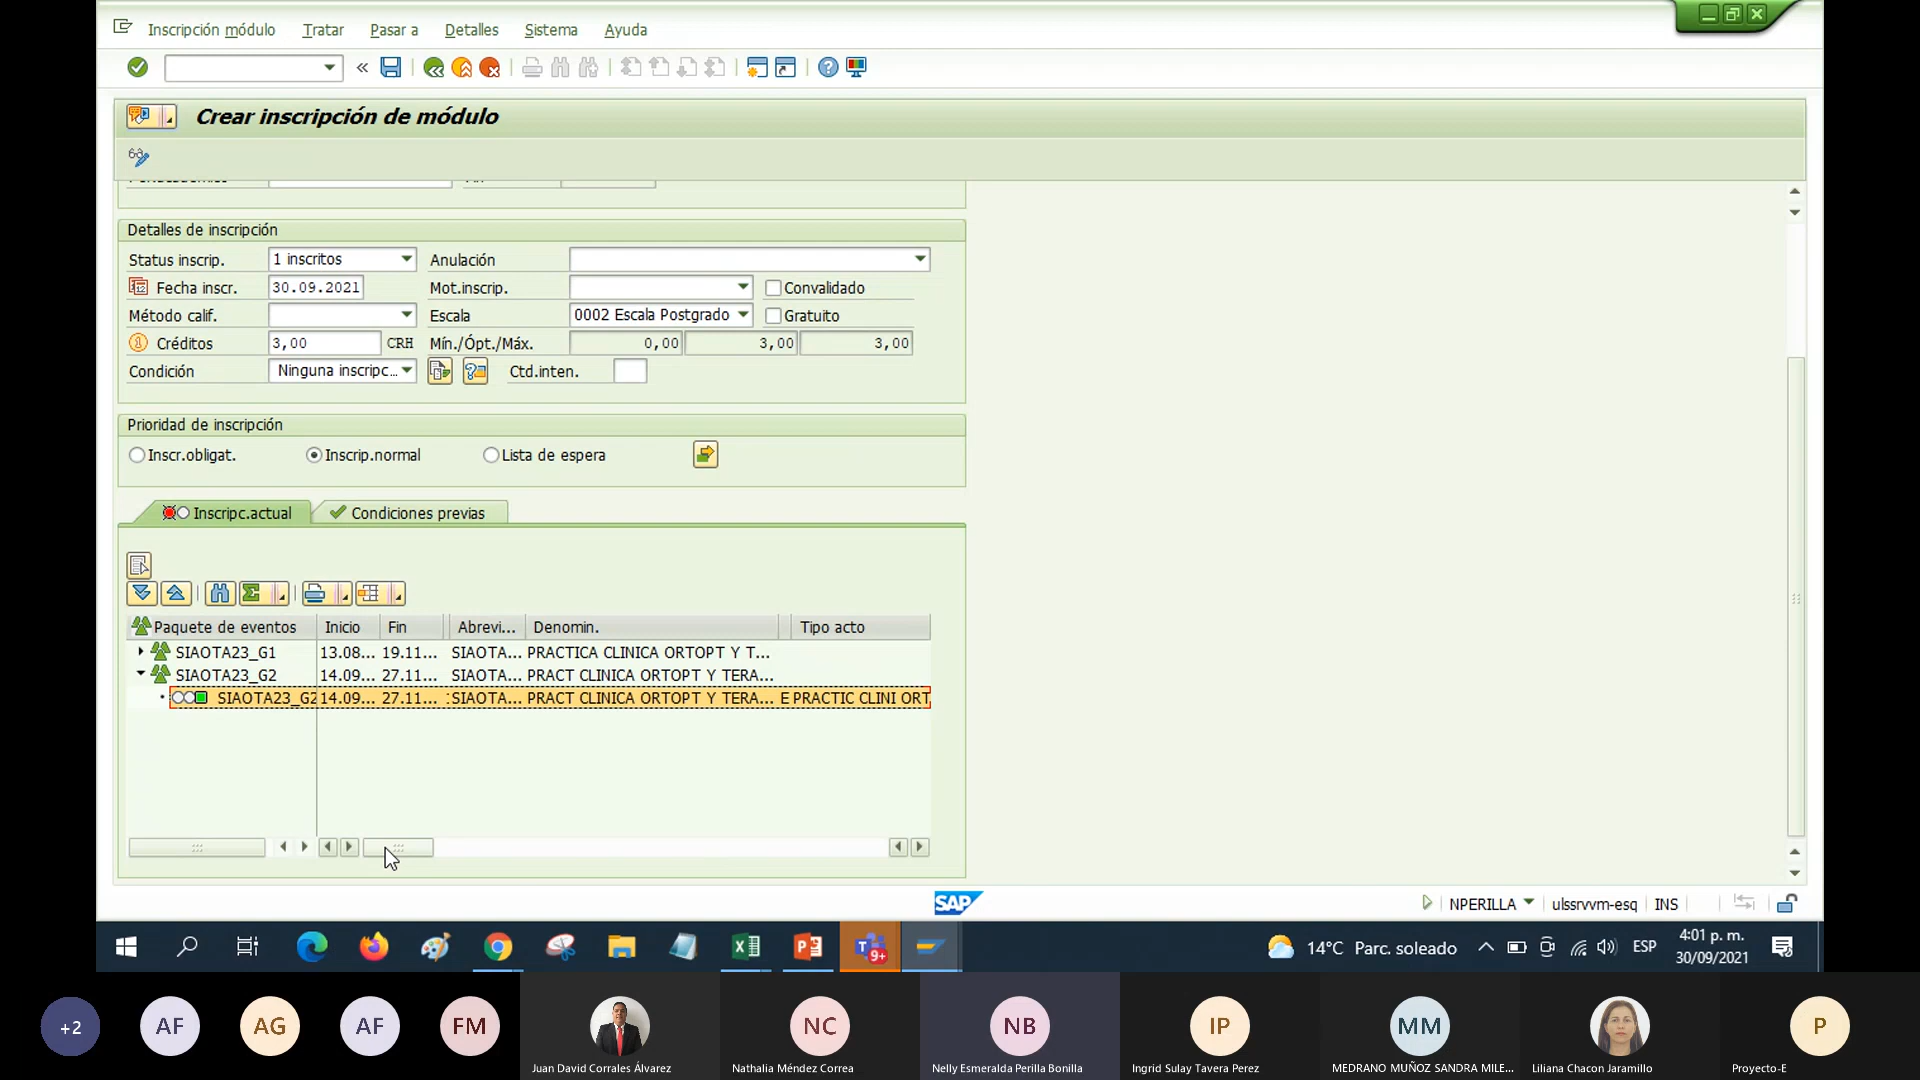 Inscripción módulo Tratar Pasar a Detalles Sistema Ayuda
Crear inscripción de módulo
Detalles de inscripción
Status inscrip. 1 inscritos Anulación
Fecha inscr. 30.09.2021 Mot.inscrip. Convalidado
Método calif. Escala 0002 Escala Postgrado Gratuito
Créditos 3,00 CRH Mín./Ópt./Máx. 0,00 3,00 3,00
Condición Ninguna inscripc... Ctd.inten.
Prioridad de inscripción
Inscr.obligat. Inscrip.normal Lista de espera
Inscripc.actual Condiciones previas
Paquete de eventos Inicio Fin Abrevi... Denomin. Tipo acto
SIAOTA23_G1 13.08... 19.11... SIAOTA... PRACTICA CLINICA ORTOPT Y T...
SIAOTA23_G2 14.09... 27.11... SIAOTA... PRACT CLINICA ORTOPT Y TERA...
SIAOTA23_G2 14.09... 27.11... SIAOTA... PRACT CLINICA ORTOPT Y TERA... E PRACTIC CLINI ORT
SAP NPERILLA ulssrvvm-esq INS
14°C Parc. soleado ESP 4:01 p. m.
30/09/2021
9+
+2 AF AG AF FM NC NB IP MM P
Juan David Corrales Álvarez Nathalia Méndez Correa Nelly Esmeralda Perilla Bonilla Ingrid Sulay Tavera Perez MEDRANO MUÑOZ SANDRA MILE... Liliana Chacon Jaramillo Proyecto-E